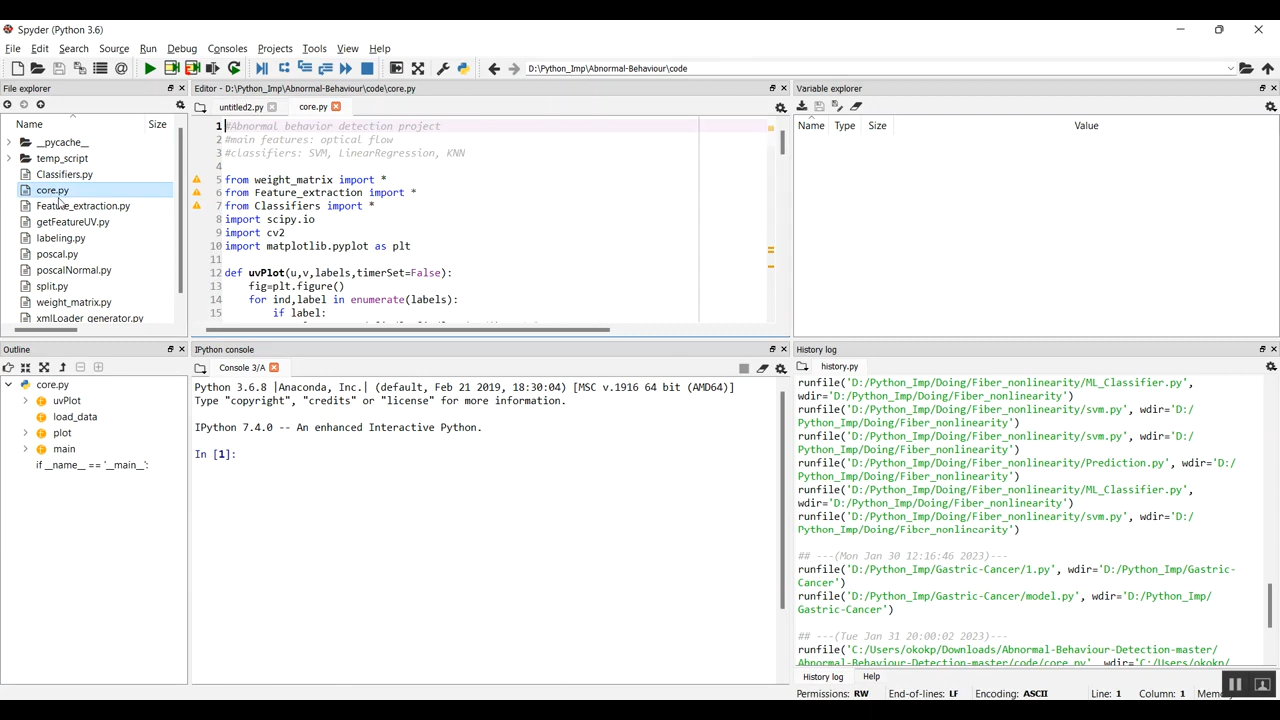 Spyder (Python 3.6)
File Edit Search Source Run Debug Consoles Projects Tools View Help
D:\Python_Imp\Abnormal-Behaviour\code
File explorer
Name Size
__pycache__
temp_script
Classifiers.py
core.py
Feature_extraction.py
getFeatureUV.py
labeling.py
poscal.py
poscalNormal.py
split.py
weight_matrix.py
xmlLoader_generator.py
Editor - D:\Python_Imp\Abnormal-Behaviour\code\core.py
untitled2.py core.py
1 #Abnormal behavior detection project
2 #main features: optical flow
3 #classifiers: SVM, LinearRegression, KNN
4
5 from weight_matrix import *
6 from Feature_extraction import *
7 from Classifiers import *
8 import scipy.io
9 import cv2
10 import matplotlib.pyplot as plt
11
12 def uvPlot(u,v,labels,timerSet=False):
13 fig=plt.figure()
14 for ind,label in enumerate(labels):
15 if label:
Variable explorer
Name Type Size Value
Outline
core.py
uvPlot
load_data
plot
main
if __name__ == '__main__':
IPython console
Console 3/A
Python 3.6.8 |Anaconda, Inc.| (default, Feb 21 2019, 18:30:04) [MSC v.1916 64 bit (AMD64)]
Type "copyright", "credits" or "license" for more information.
IPython 7.4.0 -- An enhanced Interactive Python.
In [1]:
History log
history.py
runfile('D:/Python_Imp/Doing/Fiber_nonlinearity/ML_Classifier.py',
wdir='D:/Python_Imp/Doing/Fiber_nonlinearity')
runfile('D:/Python_Imp/Doing/Fiber_nonlinearity/svm.py', wdir='D:/
Python_Imp/Doing/Fiber_nonlinearity')
runfile('D:/Python_Imp/Doing/Fiber_nonlinearity/svm.py', wdir='D:/
Python_Imp/Doing/Fiber_nonlinearity')
runfile('D:/Python_Imp/Doing/Fiber_nonlinearity/Prediction.py', wdir='D:/
Python_Imp/Doing/Fiber_nonlinearity')
runfile('D:/Python_Imp/Doing/Fiber_nonlinearity/ML_Classifier.py',
wdir='D:/Python_Imp/Doing/Fiber_nonlinearity')
runfile('D:/Python_Imp/Doing/Fiber_nonlinearity/svm.py', wdir='D:/
Python_Imp/Doing/Fiber_nonlinearity')
## ---(Mon Jan 30 12:16:46 2023)---
runfile('D:/Python_Imp/Gastric-Cancer/1.py', wdir='D:/Python_Imp/Gastric-
Cancer')
runfile('D:/Python_Imp/Gastric-Cancer/model.py', wdir='D:/Python_Imp/
Gastric-Cancer')
## ---(Tue Jan 31 20:00:02 2023)---
runfile('C:/Users/okokp/Downloads/Abnormal-Behaviour-Detection-master/
Abnormal-Behaviour-Detection-master/code/core.py', wdir='C:/Users/okokp/
History log Help
Permissions: RW End-of-lines: LF Encoding: ASCII Line: 1 Column: 1